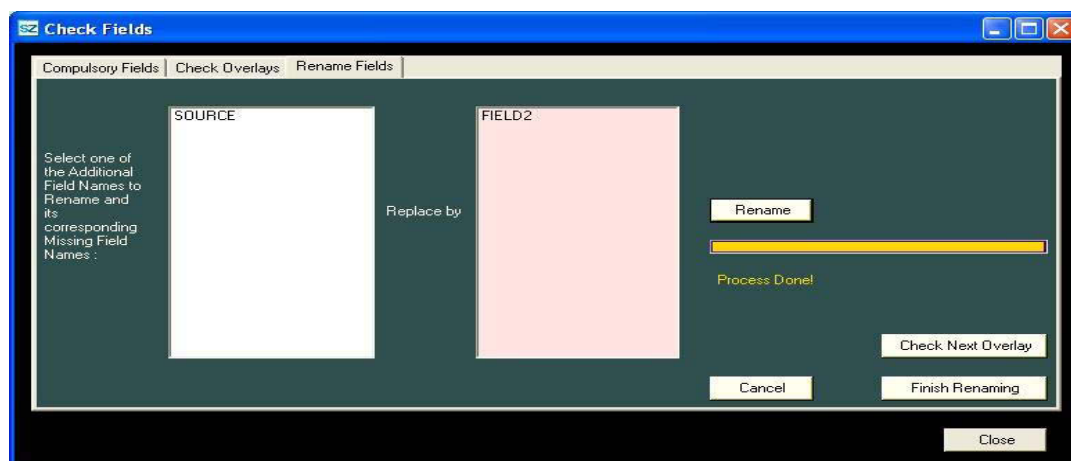 SZ Check Fields
Compulsory Fields Check Overlays Rename Fields
SOURCE
FIELD2
Select one of
the Additional
Field Names to
Rename and
its
corresponding
Missing Field
Names :
Replace by
Rename
Process Done!
Check Next Overlay
Cancel
Finish Renaming
Close